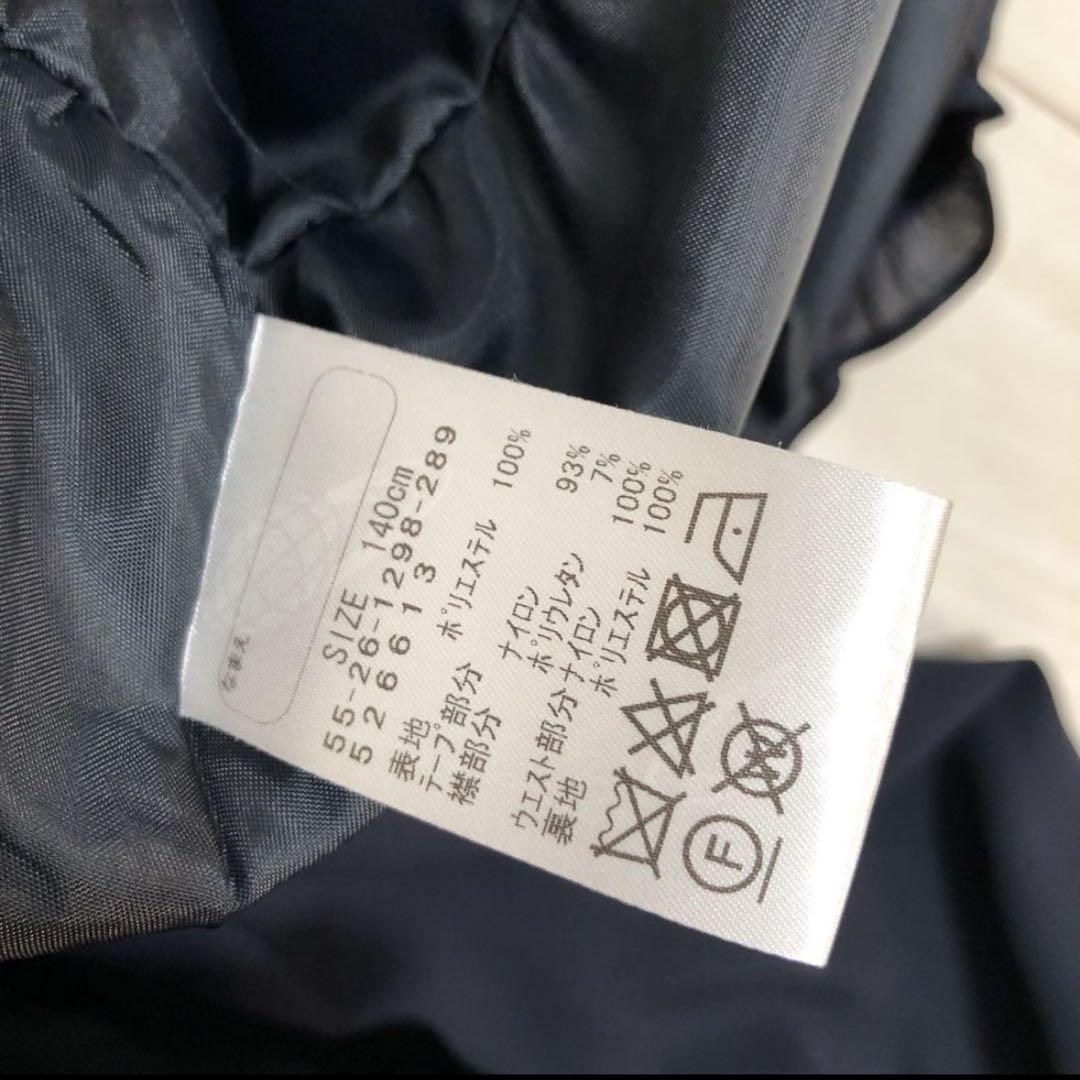 なまえ
SIZE 140cm
55-26-1298-289
5 2 6 6 1 3
表地
テープ部分
襟部分 ポリエステル 100%
ナイロン 93%
ポリウレタン 7%
ウエスト部分 ナイロン 100%
裏地 ポリエステル 100%
W
F